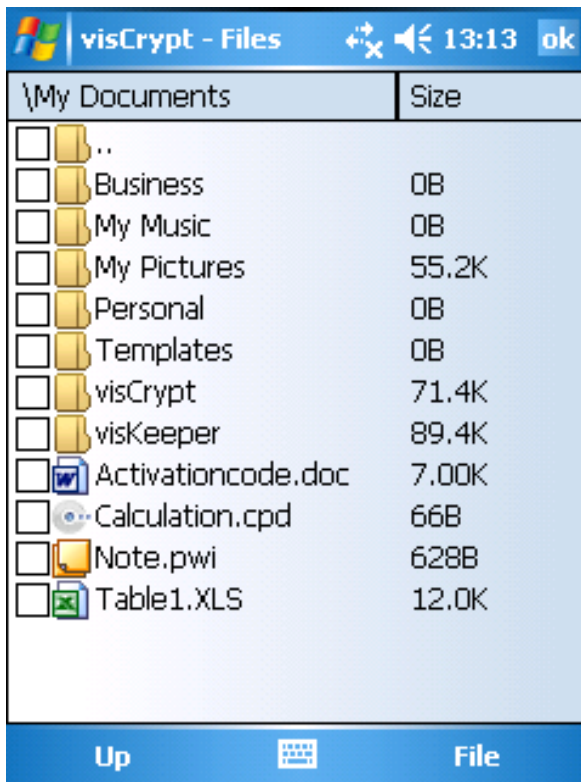 visCrypt - Files 13:13 ok
\My Documents Size
..
Business 0B
My Music 0B
My Pictures 55.2K
Personal 0B
Templates 0B
visCrypt 71.4K
visKeeper 89.4K
Activationcode.doc 7.00K
Calculation.cpd 66B
Note.pwi 628B
Table1.XLS 12.0K
Up File